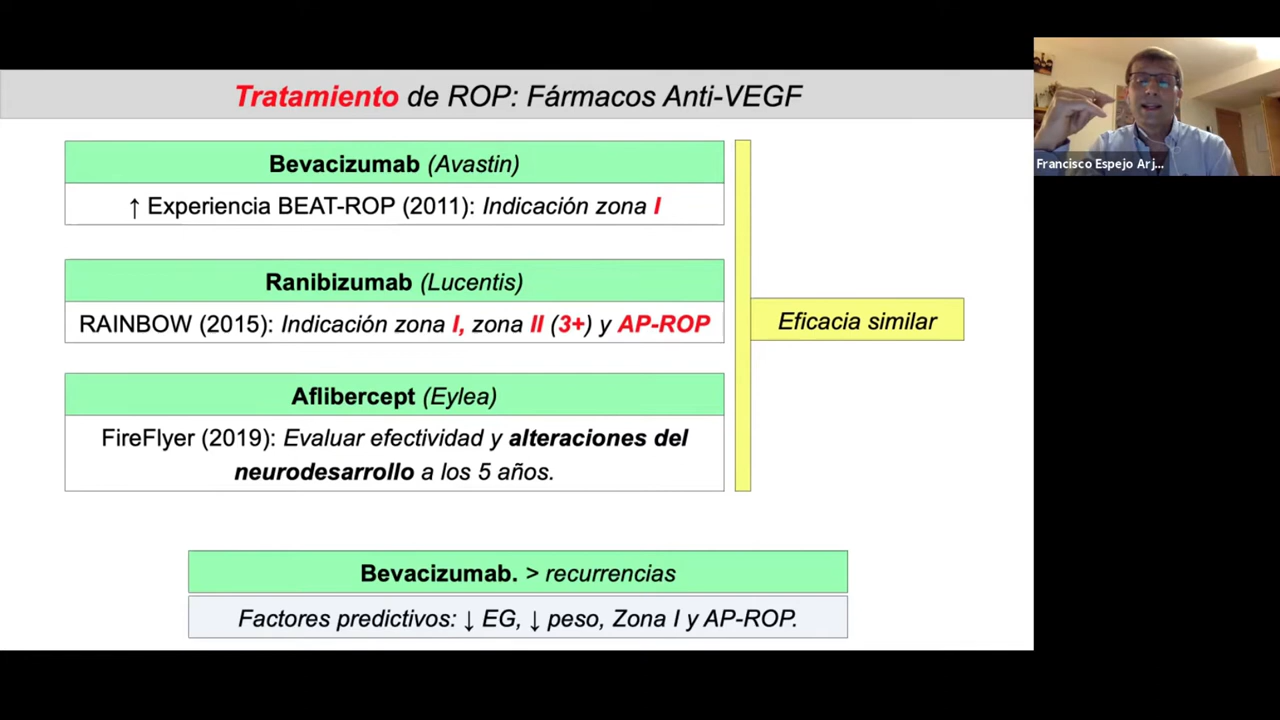 Tratamiento de ROP: Fármacos Anti-VEGF
Bevacizumab (Avastin)
↑ Experiencia BEAT-ROP (2011): Indicación zona I
Ranibizumab (Lucentis)
RAINBOW (2015): Indicación zona I, zona II (3+) y AP-ROP
Aflibercept (Eylea)
FireFlyer (2019): Evaluar efectividad y alteraciones del
neurodesarrollo a los 5 años.
Eficacia similar
Bevacizumab. > recurrencias
Factores predictivos: ↓ EG, ↓ peso, Zona I y AP-ROP.
Francisco Espejo Arj...